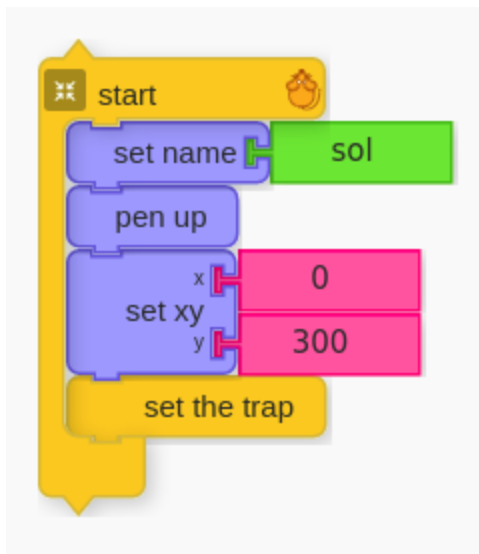 start
set name sol
pen up
x 0
set xy
y 300
set the trap